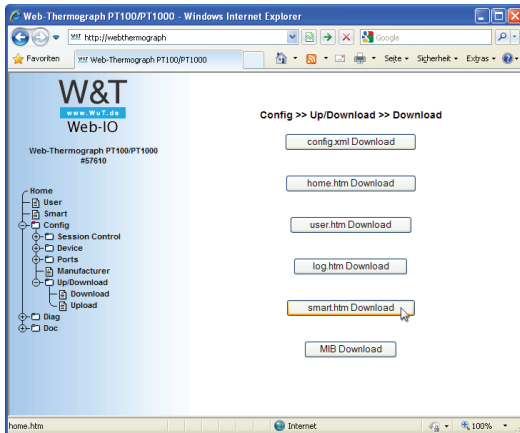 Web-Thermograph PT100/PT1000 - Windows Internet Explorer
W&T http://webthermograph
Google
Favoriten
W&T Web-Thermograph PT100/PT1000
Seite
Sicherheit
Extras
W&T
www.WuT.de
Web-IO
Web-Thermograph PT100/PT1000
#57610
Home
User
Smart
Config
Session Control
Device
Ports
Manufacturer
Up/Download
Download
Upload
Diag
Doc
Config >> Up/Download >> Download
config.xml Download
home.htm Download
user.htm Download
log.htm Download
smart.htm Download
MIB Download
home.htm
Internet
100%